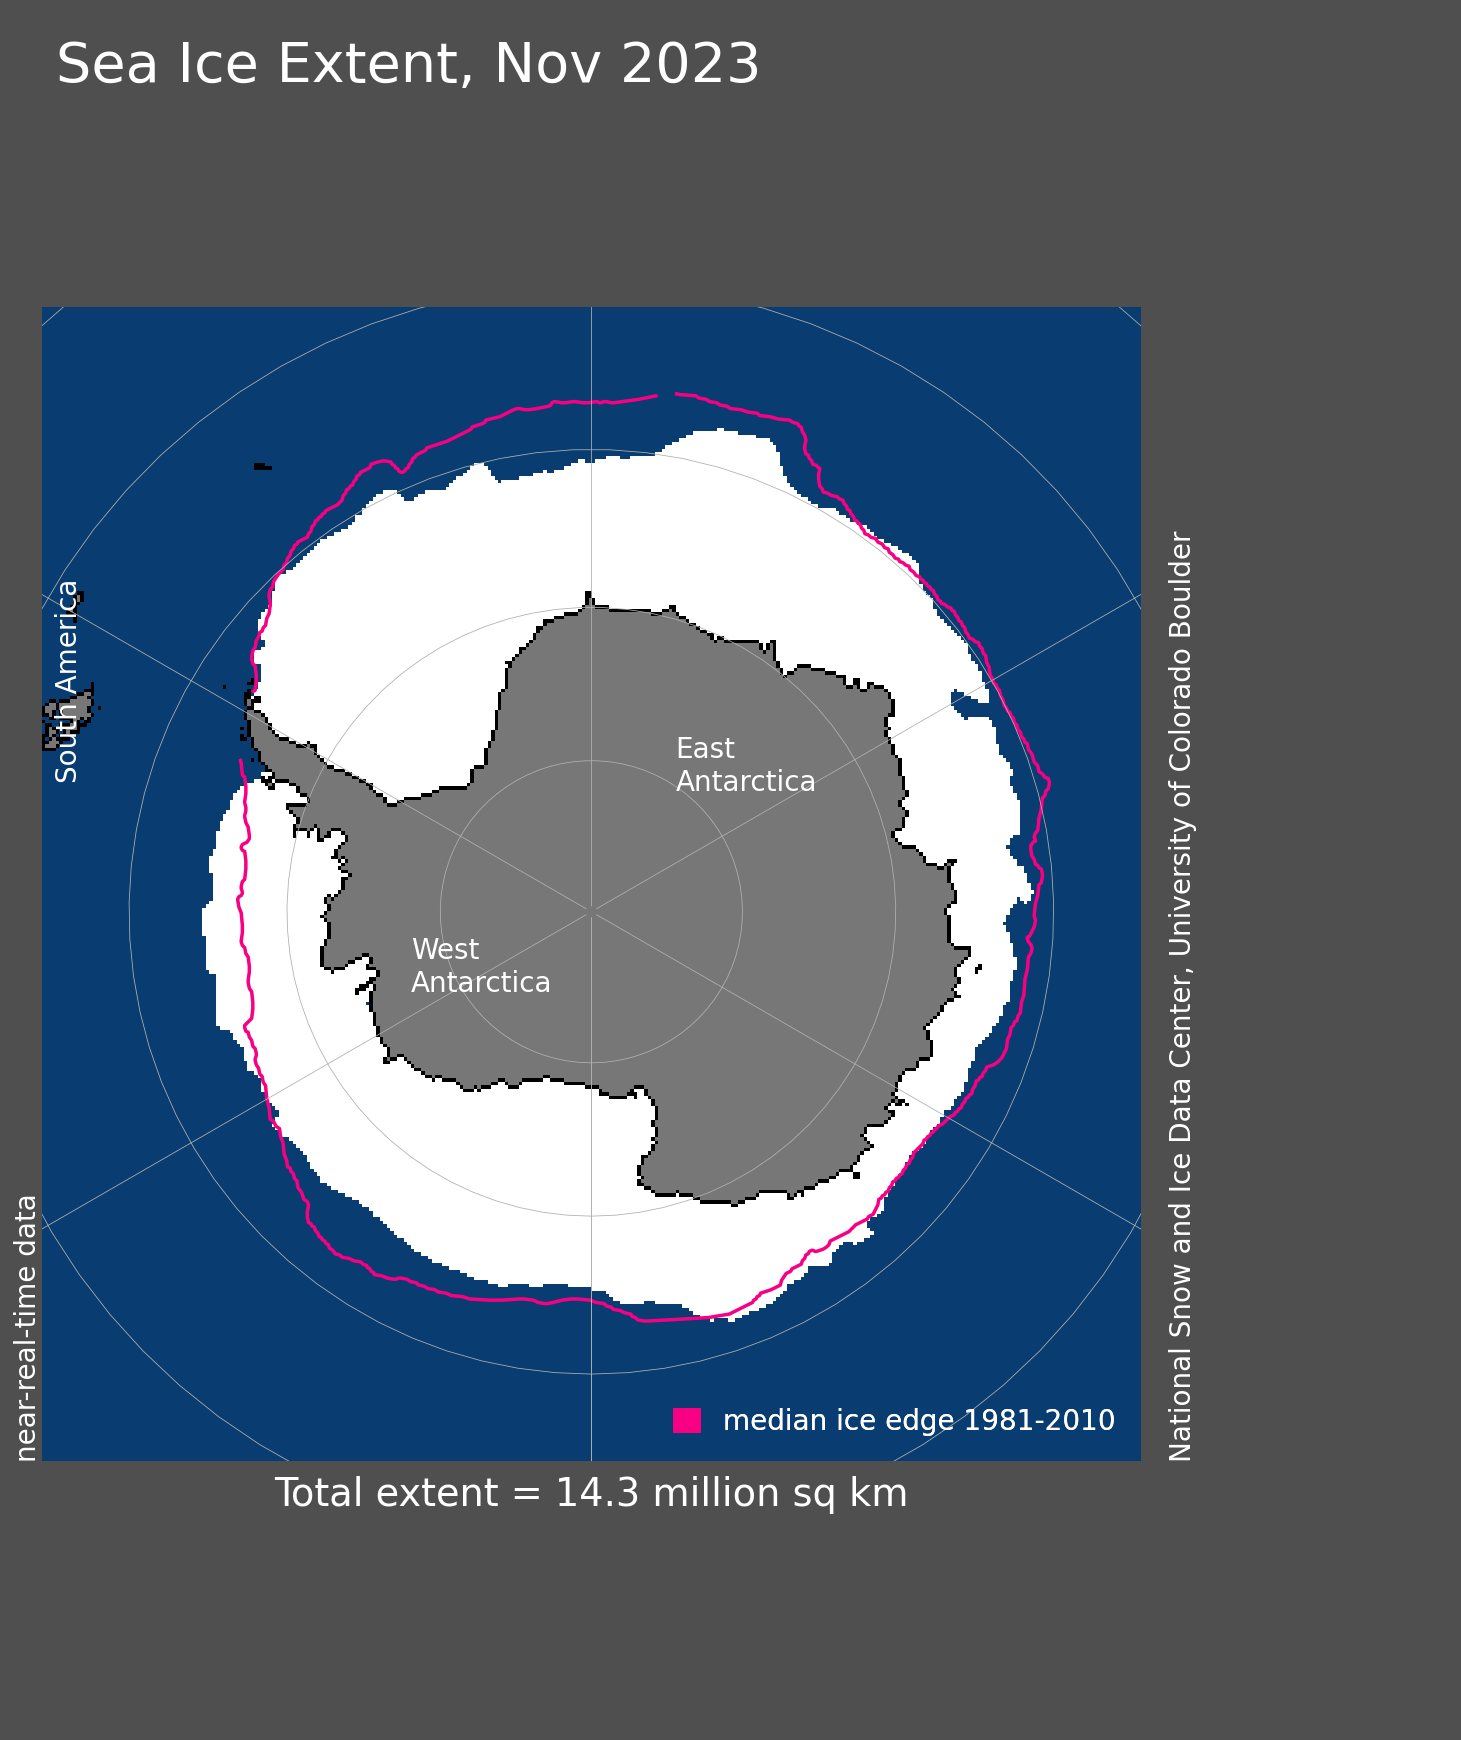 Sea Ice Extent, Nov 2023
South America
East
Antarctica
West
Antarctica
near-real-time data
National Snow and Ice Data Center, University of Colorado Boulder
median ice edge 1981-2010
Total extent = 14.3 million sq km